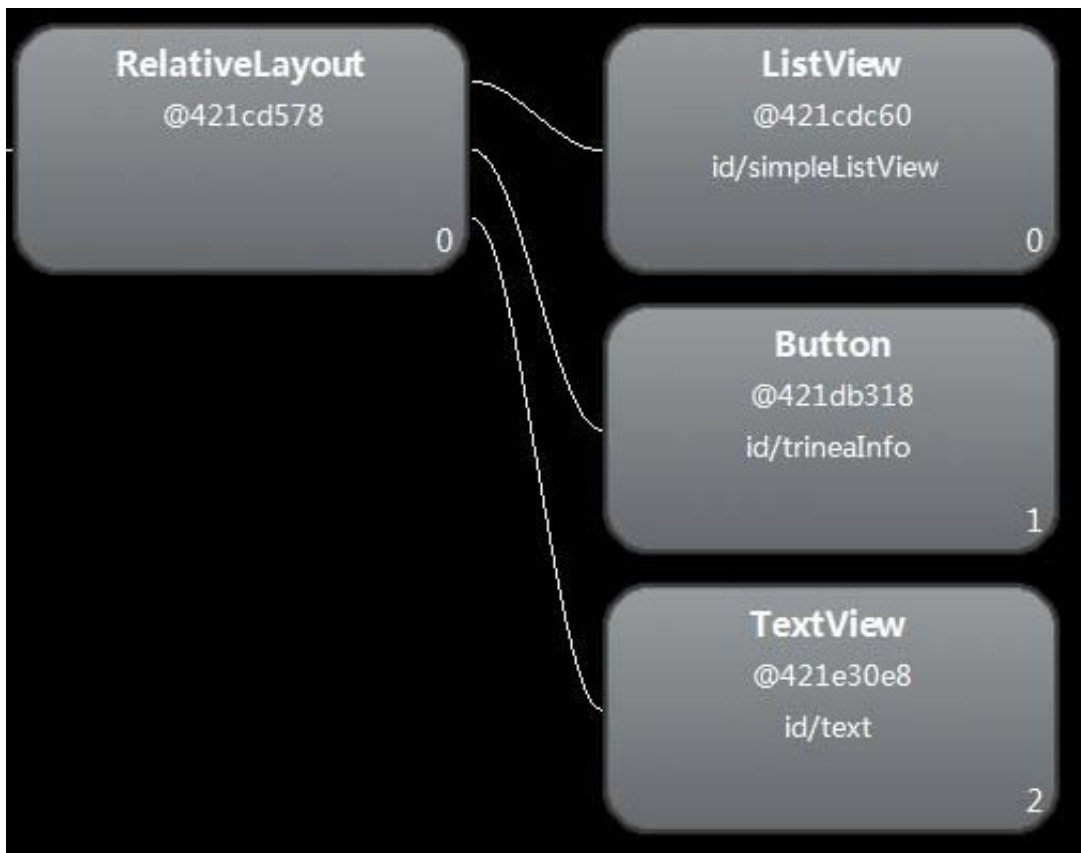 RelativeLayout
@421cd578
0
ListView
@421cdc60
id/simpleListView
0
Button
@421db318
id/trineaInfo
1
TextView
@421e30e8
id/text
2